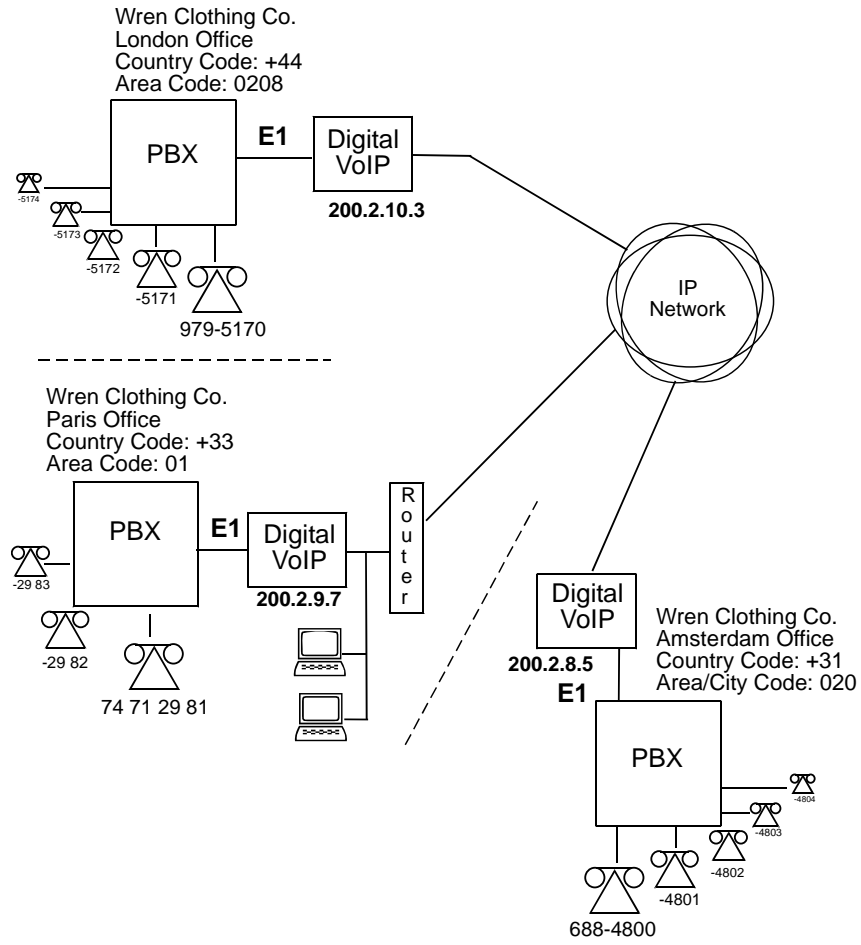 Wren Clothing Co.
London Office
Country Code: +44
Area Code: 0208
PBX
E1
Digital
VoIP
200.2.10.3
-5174
-5173
-5172
-5171
979-5170
IP
Network
Wren Clothing Co.
Paris Office
Country Code: +33
Area Code: 01
PBX
E1
Digital
VoIP
200.2.9.7
Router
-29 83
-29 82
74 71 29 81
Digital
VoIP
200.2.8.5
E1
Wren Clothing Co.
Amsterdam Office
Country Code: +31
Area/City Code: 020
PBX
-4804
-4803
-4802
-4801
688-4800